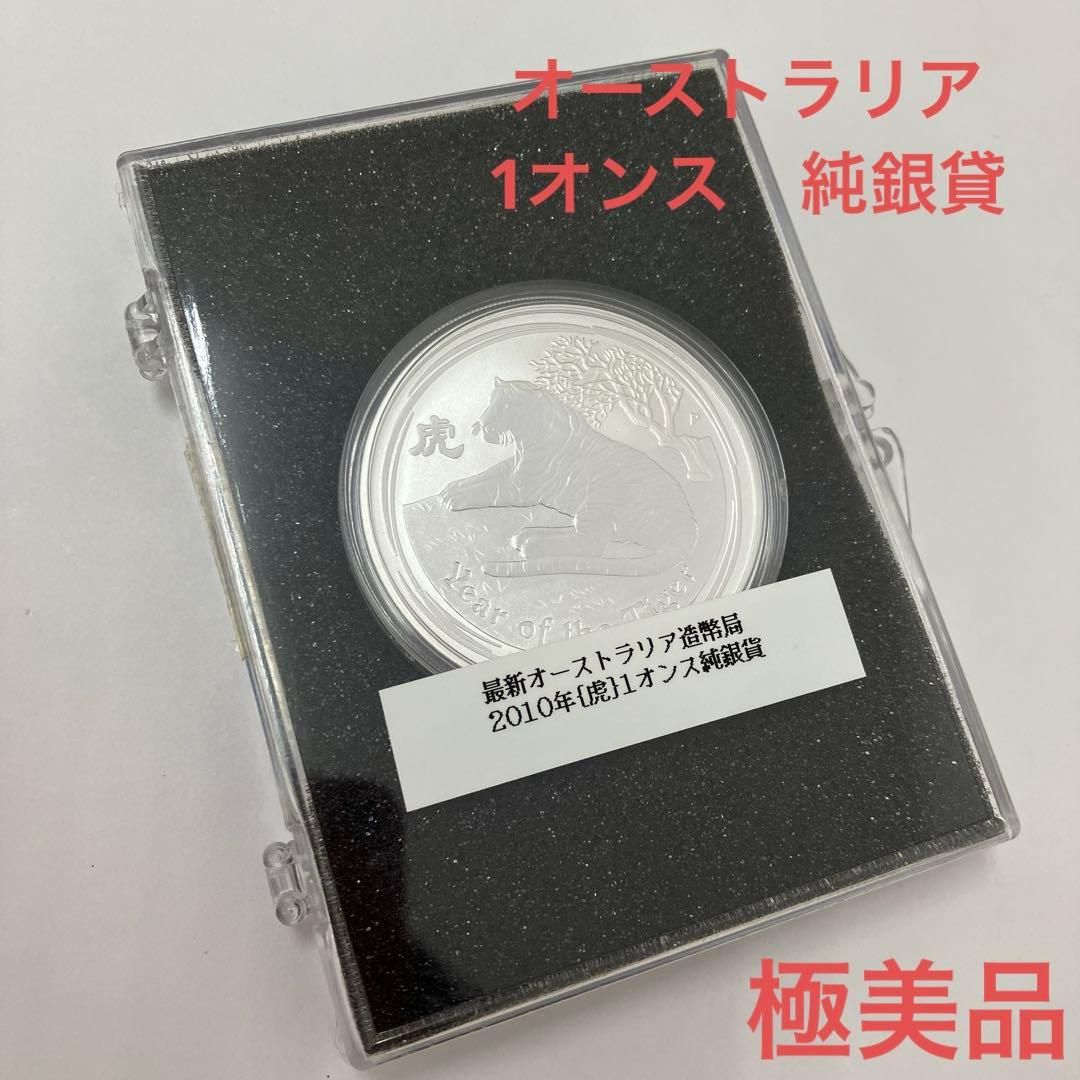 オーストラリア
1オンス 純銀貸
虎
P
Year of the Tiger
最新オーストラリア造幣局
2010年{虎}1オンス純銀貨
極美品